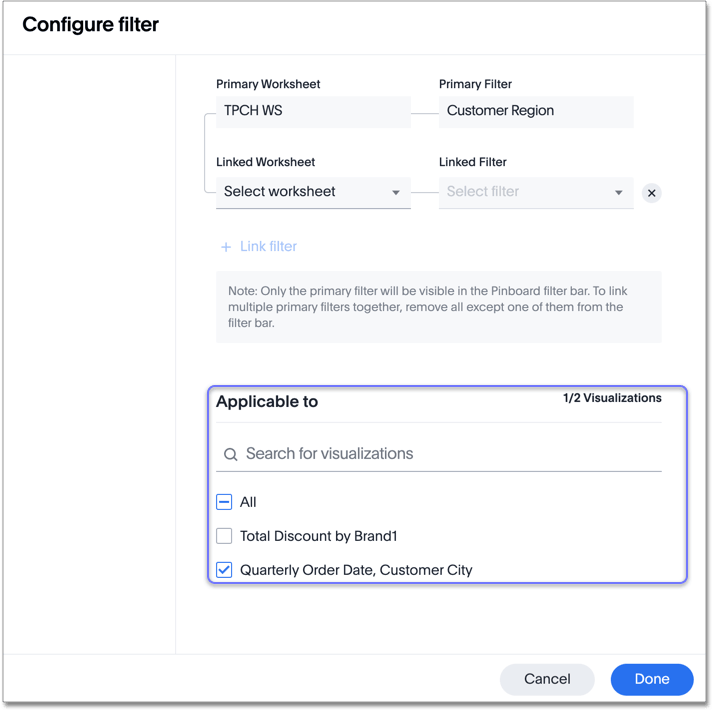 Configure filter
Primary Worksheet
Primary Filter
TPCH WS
Customer Region
Linked Worksheet
Linked Filter
Select worksheet
Select filter
+ Link filter
Note: Only the primary filter will be visible in the Pinboard filter bar. To link
multiple primary filters together, remove all except one of them from the
filter bar.
Applicable to
1/2 Visualizations
Search for visualizations
All
Total Discount by Brand1
Quarterly Order Date, Customer City
Cancel
Done